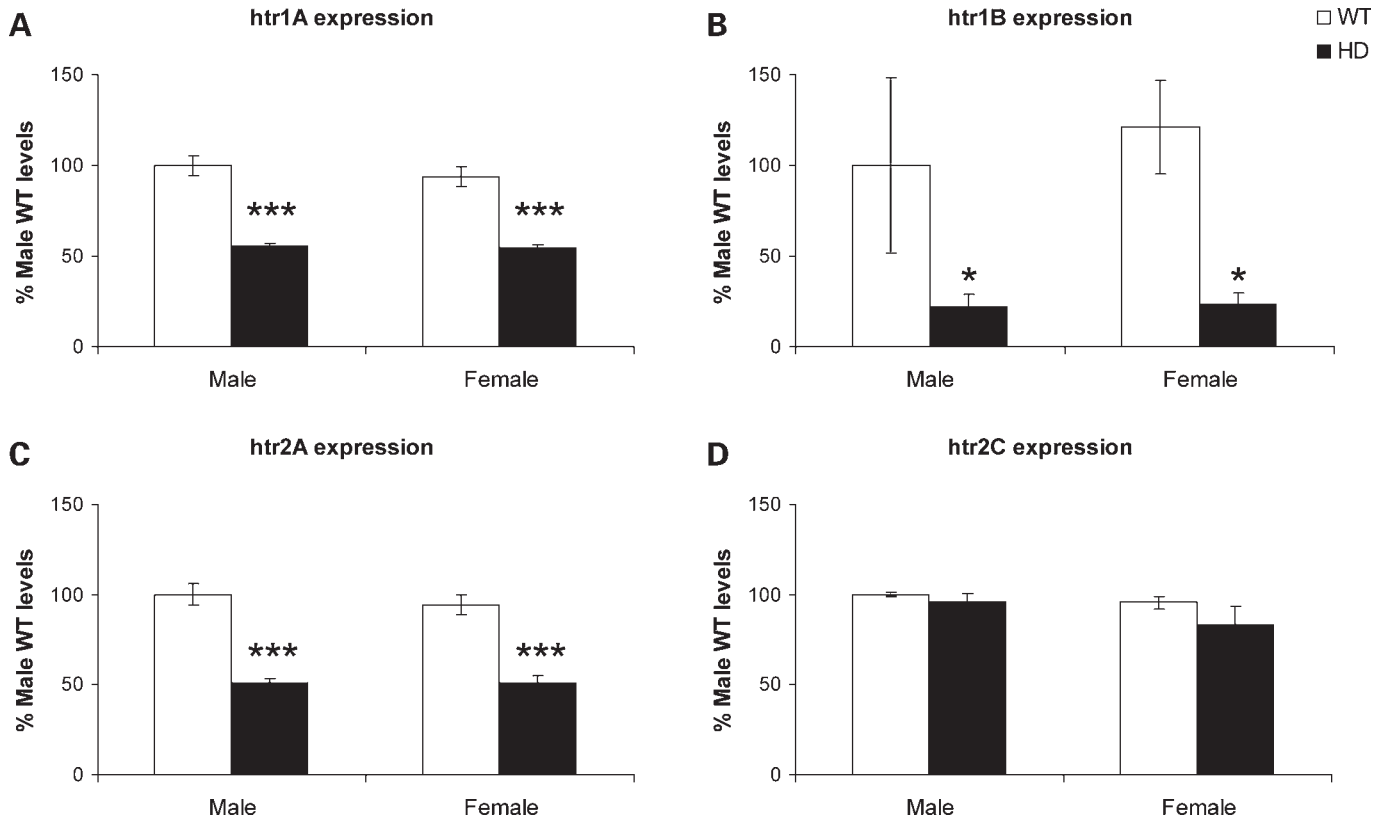 A
htr1A expression
% Male WT levels
150
100
50
0
***
***
Male
Female
B
htr1B expression
WT
HD
% Male WT levels
150
100
50
0
*
*
Male
Female
C
htr2A expression
% Male WT levels
150
100
50
0
***
***
Male
Female
D
htr2C expression
% Male WT levels
150
100
50
0
Male
Female